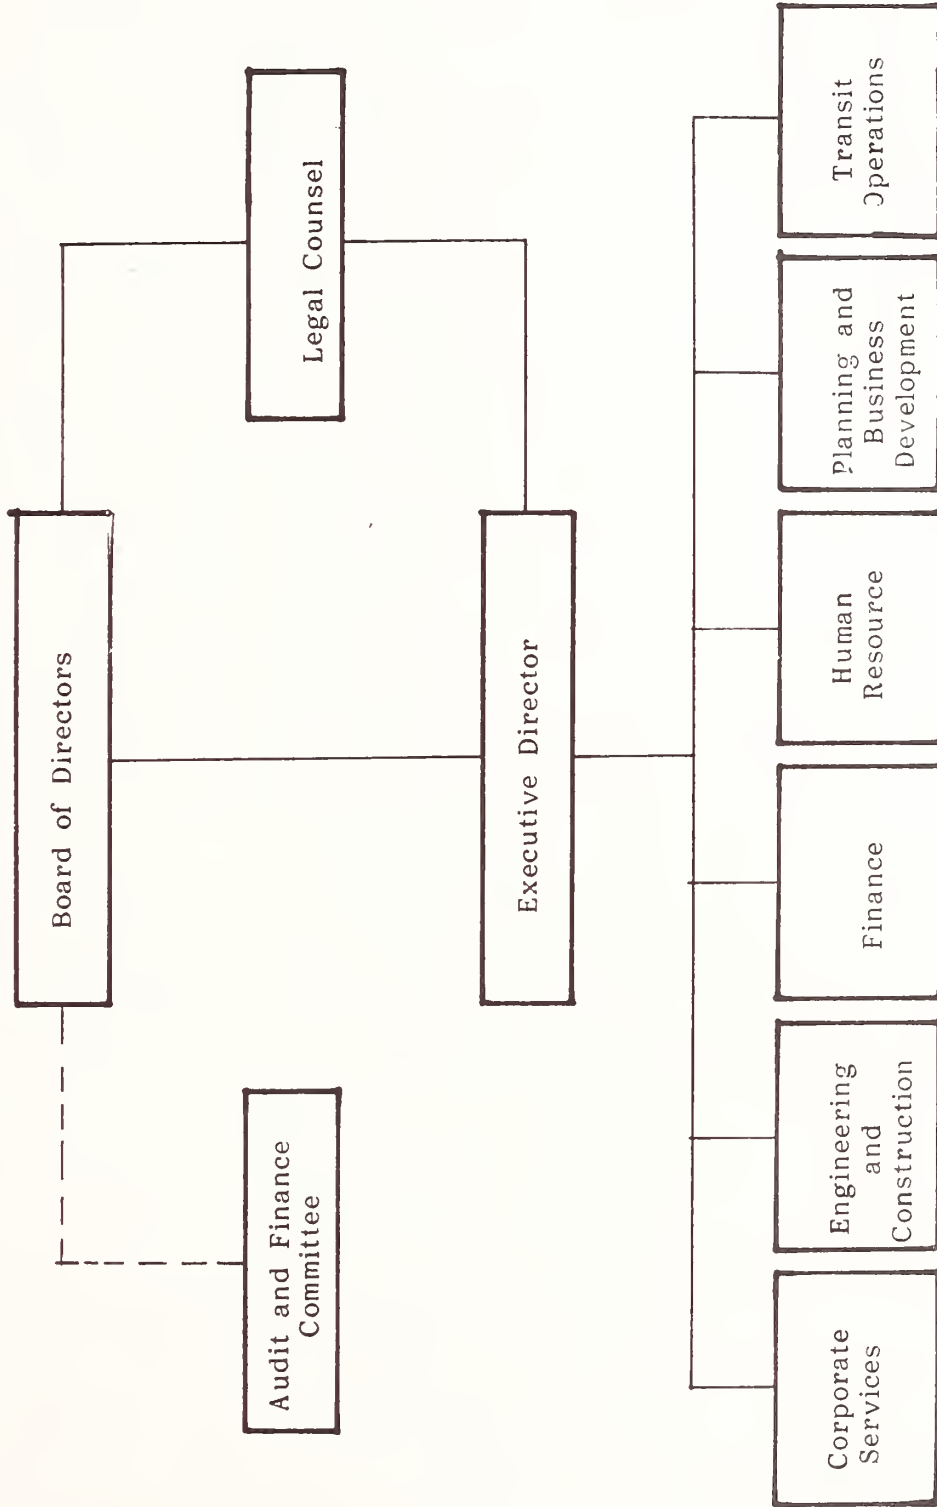 Board of Directors
Audit and Finance
Committee
Legal Counsel
Executive Director
Corporate
Services
Engineering
and
Construction
Finance
Human
Resource
Planning and
Business
Development
Transit
Operations